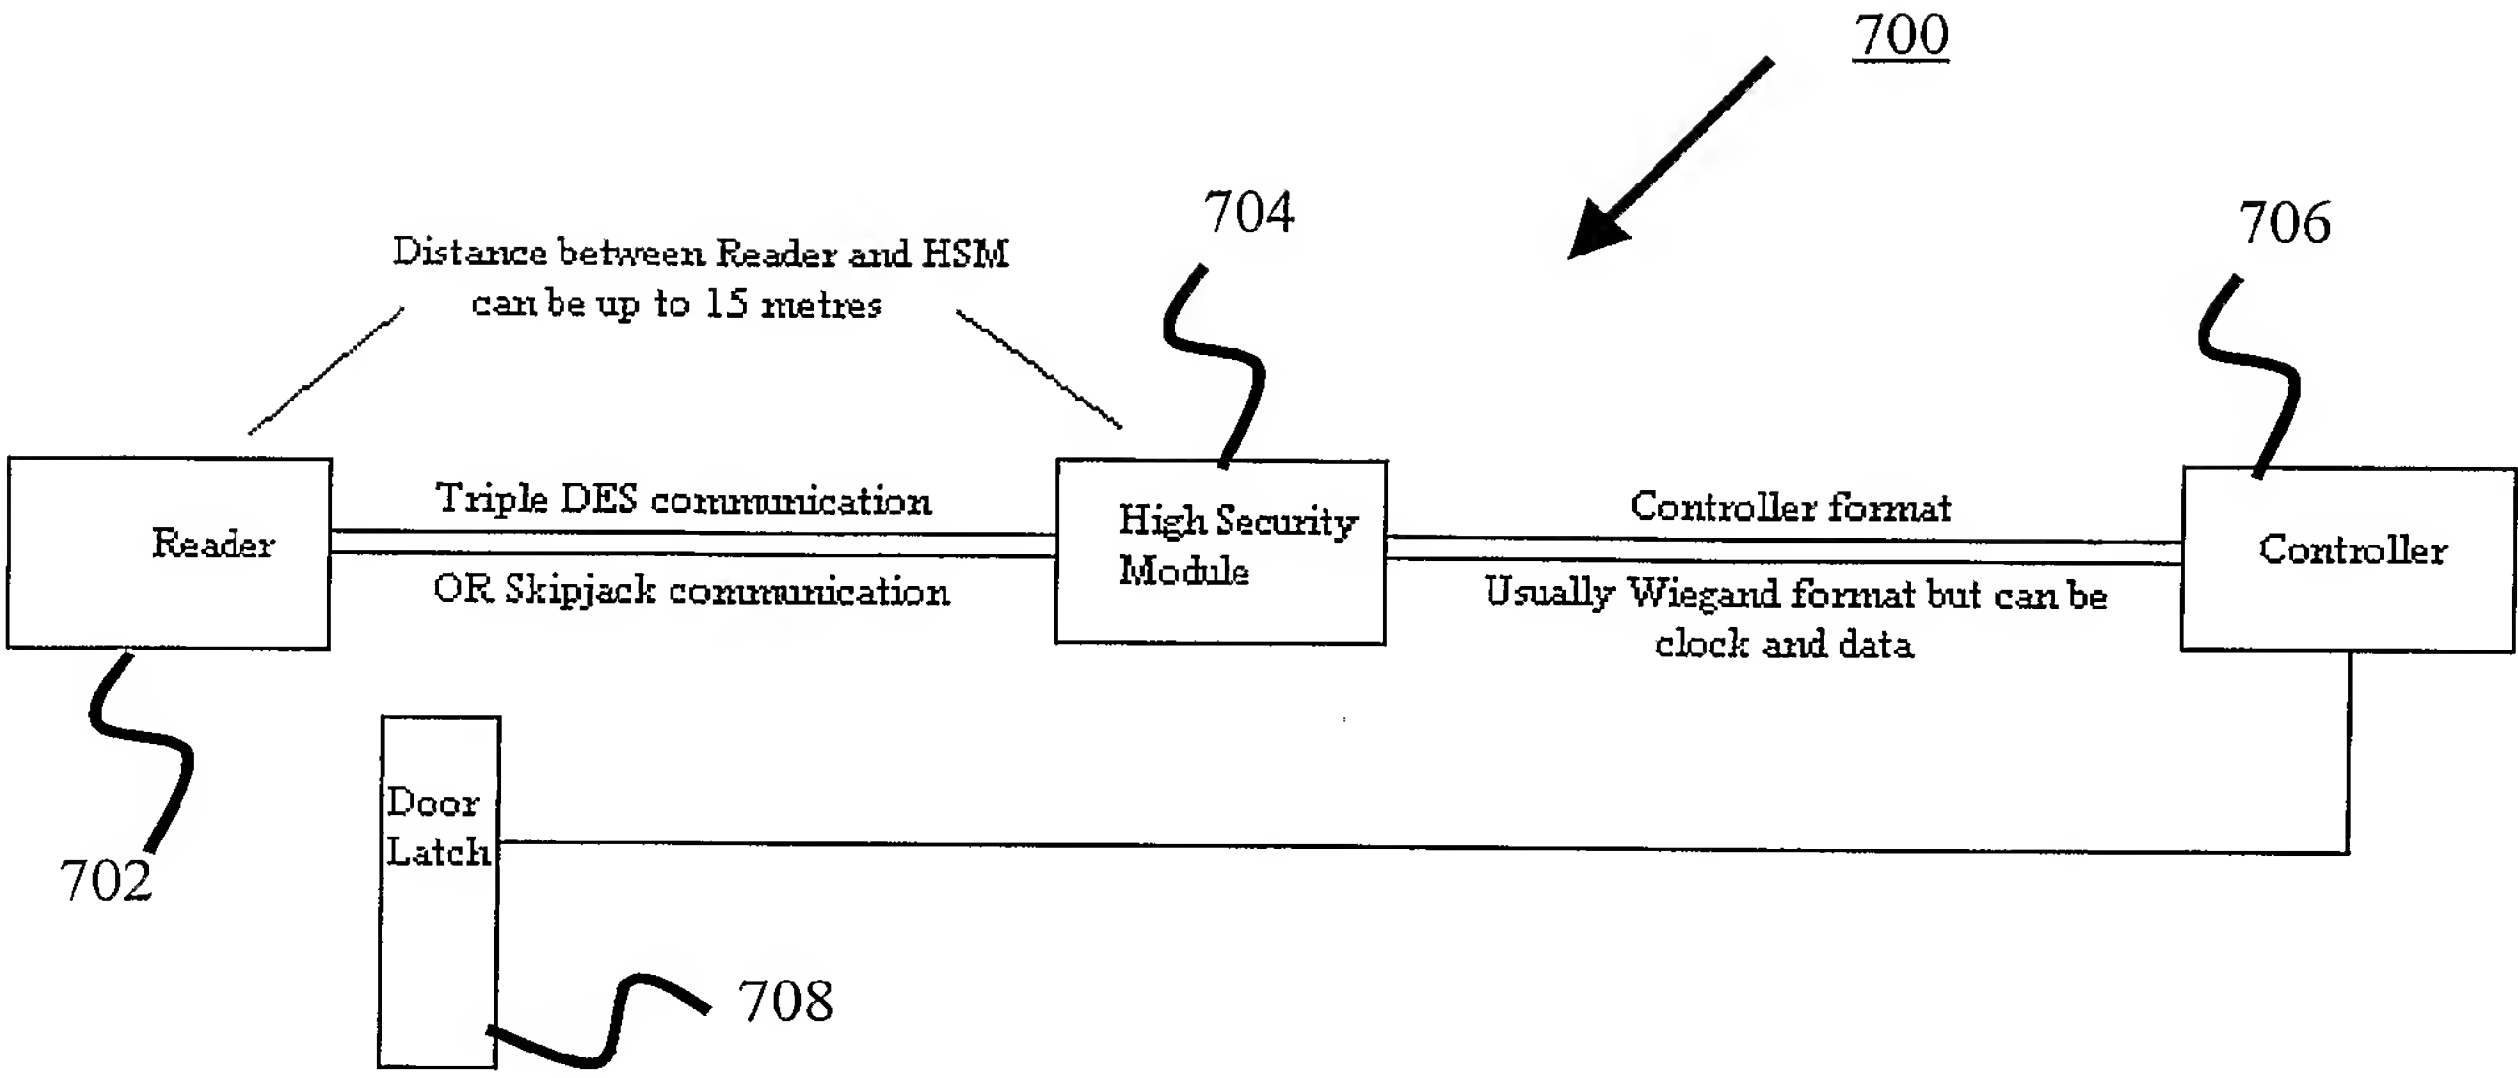 700
704
706
Distance between Reader and HSM
can be up to 15 metres
Triple DES communication
OR Skipjack communication
Reader
High Security
Module
Controller format
Usually Wiegand format but can be
clock and data
Controller
702
Door
Latch
708